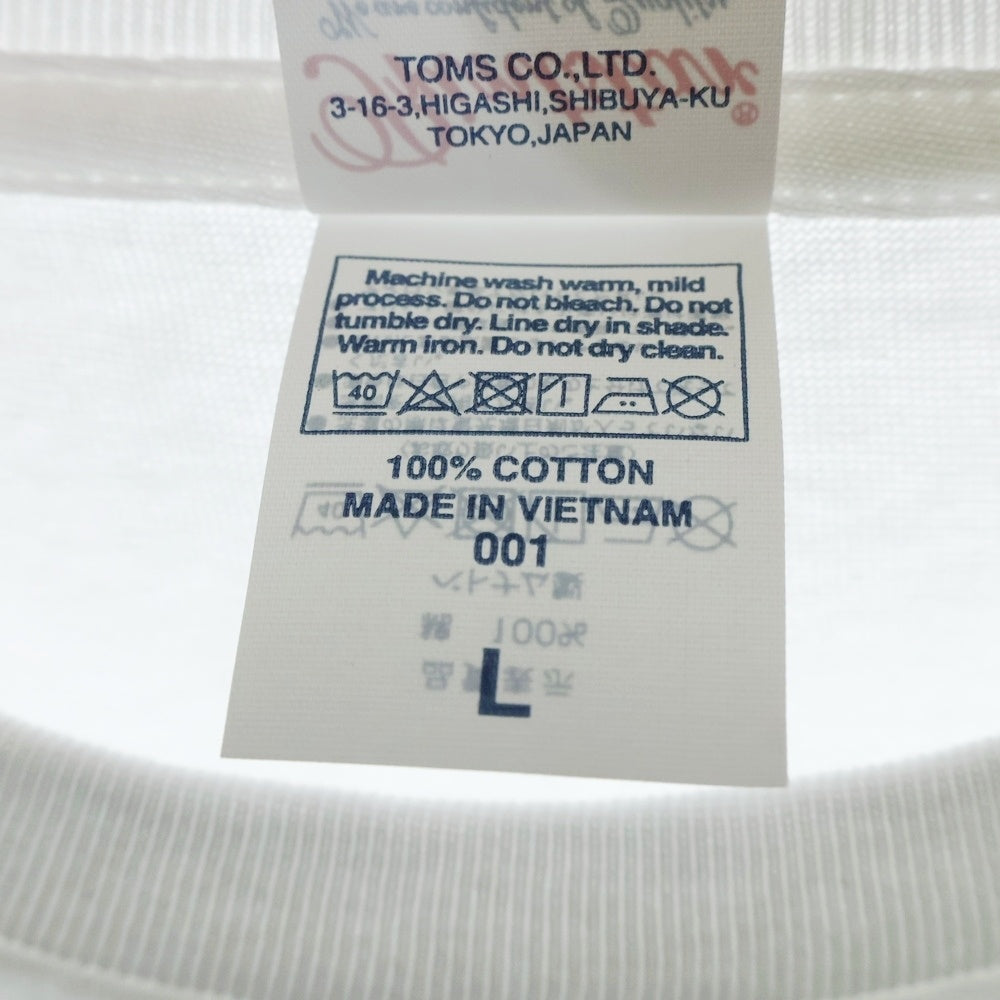 TOMS CO.,LTD.
3-16-3,HIGASHI,SHIBUYA-KU
TOKYO,JAPAN
Machine wash warm, mild
process. Do not bleach. Do not
tumble dry. Line dry in shade.
Warm iron. Do not dry clean.
40
100% COTTON
MADE IN VIETNAM
001
L